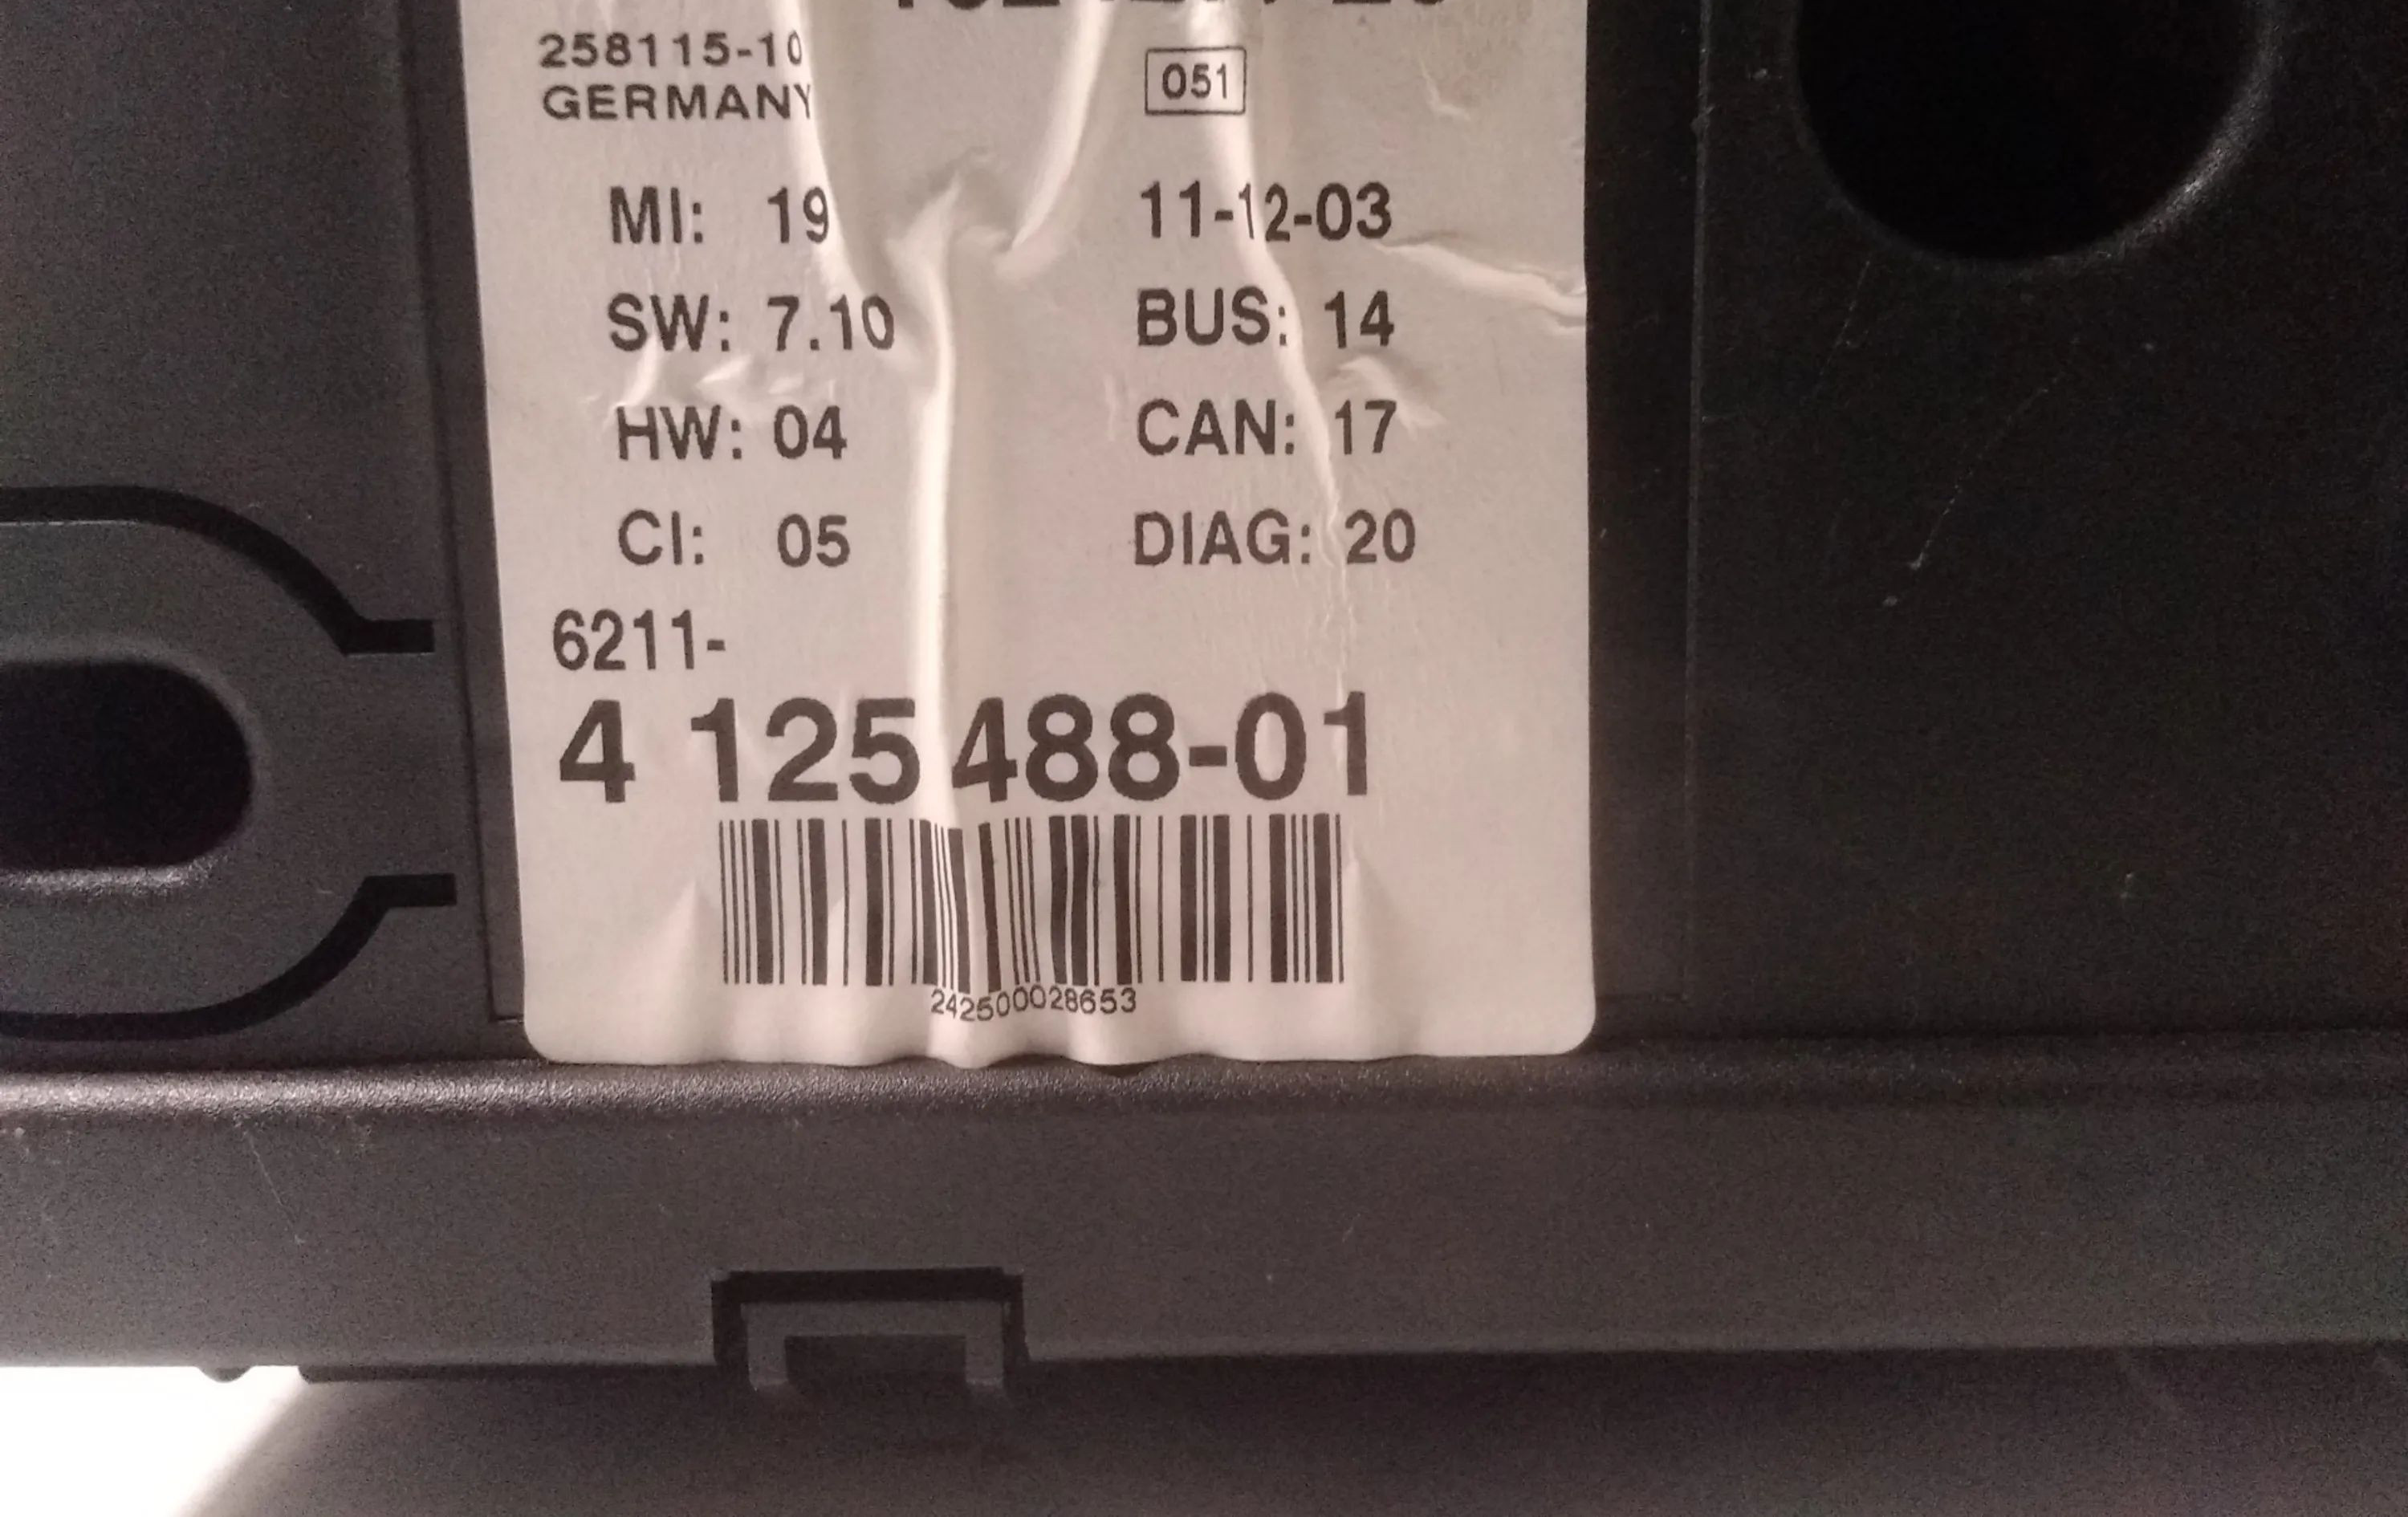 258115-10
GERMANY
051
MI: 19
11-12-03
SW: 7.10
BUS: 14
HW: 04
CAN: 17
CI: 05
DIAG: 20
6211-
4 125 488-01
242500028653